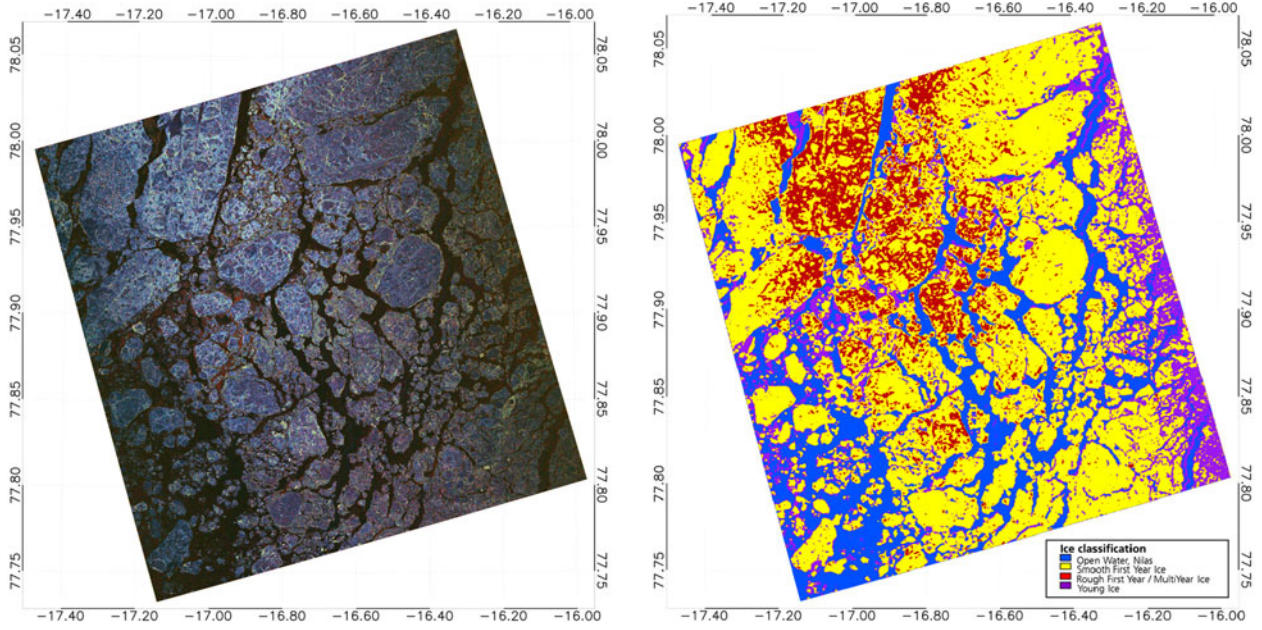 −17.40 −17.20 −17.00 −16.80 −16.60 −16.40 −16.20 −16.00
78.05 78.05
78.00 78.00
77.95 77.95
77.90 77.90
77.85 77.85
77.80 77.80
77.75 77.75
−17.40 −17.20 −17.00 −16.80 −16.60 −16.40 −16.20 −16.00
−17.40 −17.20 −17.00 −16.80 −16.60 −16.40 −16.20 −16.00
78.05 78.05
78.00 78.00
77.95 77.95
77.90 77.90
77.85 77.85
77.80 77.80
77.75 77.75
Ice classification
Open Water, Nilas
Smooth First Year Ice
Rough First Year / MultiYear Ice
Young Ice
−17.40 −17.20 −17.00 −16.80 −16.60 −16.40 −16.20 −16.00